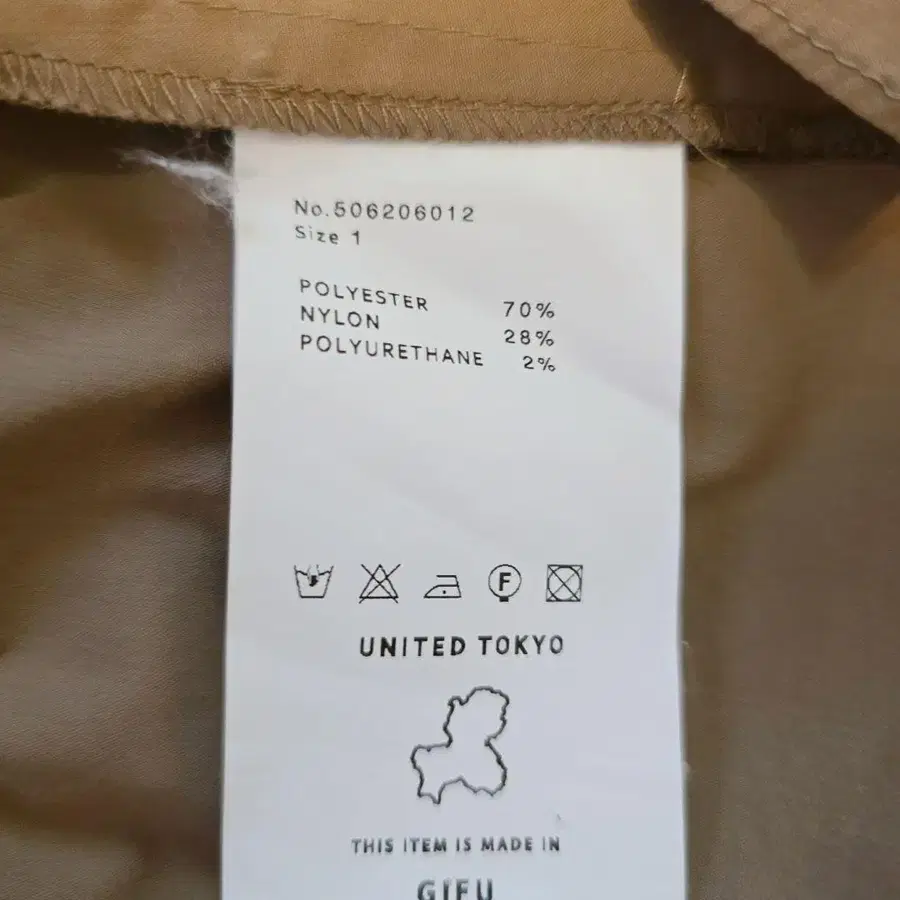 No.506206012
Size 1
POLYESTER 70%
NYLON 28%
POLYURETHANE 2%
F
UNITED TOKYO
THIS ITEM IS MADE IN
GIFU